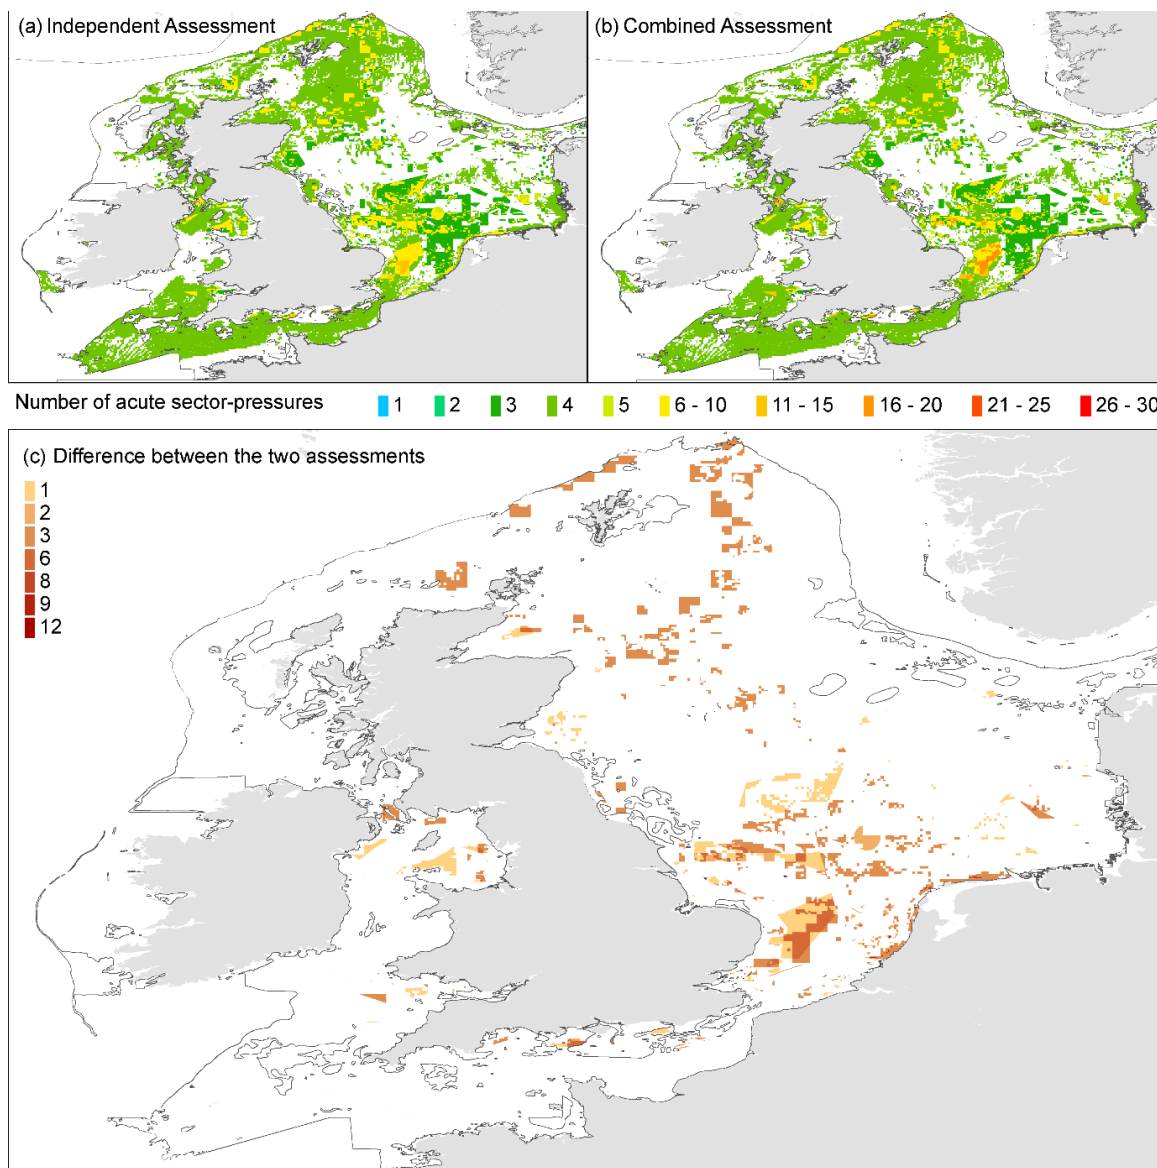 (a) Independent Assessment
(b) Combined Assessment
Number of acute sector-pressures 1 2 3 4 5 6 - 10 11 - 15 16 - 20 21 - 25 26 - 30
(c) Difference between the two assessments
1
2
3
6
8
9
12